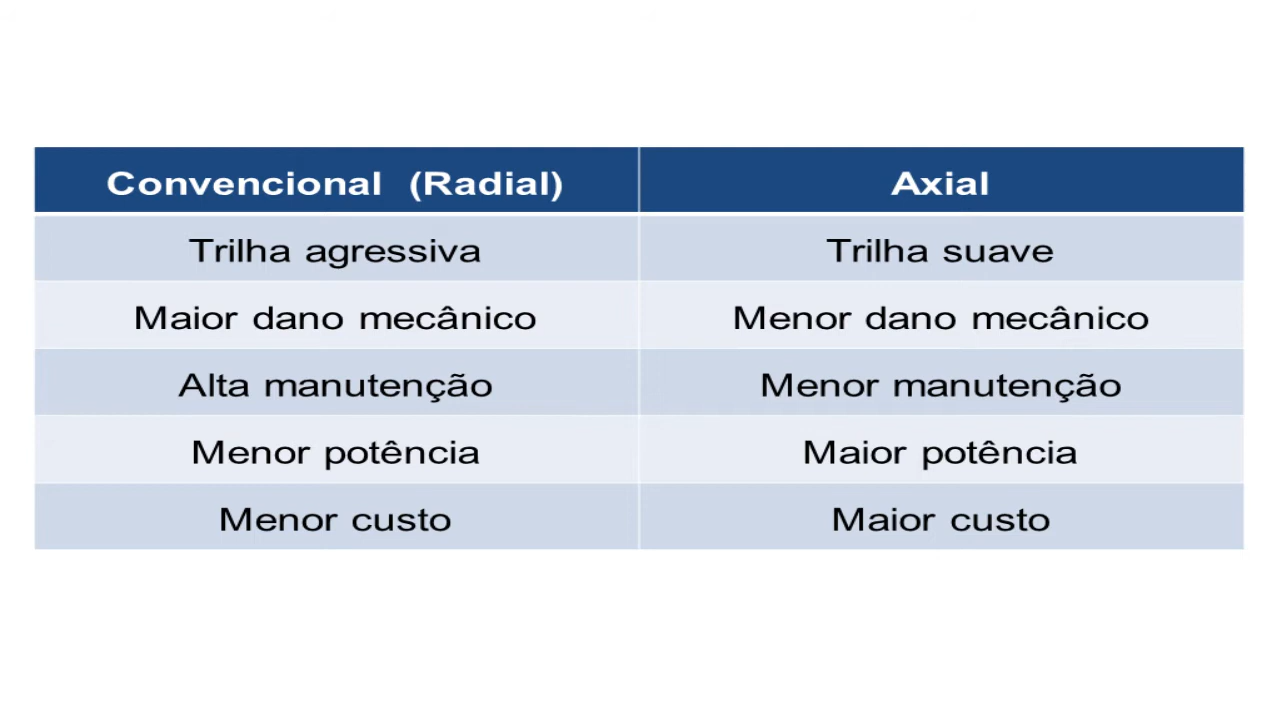 Convencional (Radial) Axial
Trilha agressiva Trilha suave
Maior dano mecânico Menor dano mecânico
Alta manutenção Menor manutenção
Menor potência Maior potência
Menor custo Maior custo